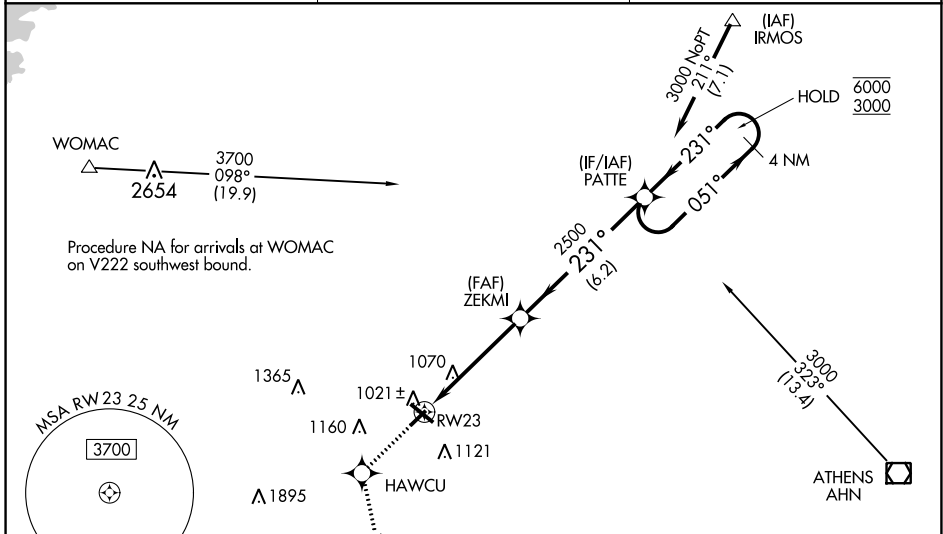 (IAF)
IRMOS
3000 NoPT
211°
(7.1)
HOLD
6000
3000
4 NM
231°
051°
(IF/IAF)
PATTE
WOMAC
3700
098°
(19.9)
2654
Procedure NA for arrivals at WOMAC
on V222 southwest bound.
2500
231°
(6.2)
(FAF)
ZEKMI
3000
323°
(13.4)
1070
1365
1021±
RW23
1160
1121
MSA RW23 25 NM
3700
HAWCU
1895
ATHENS
AHN